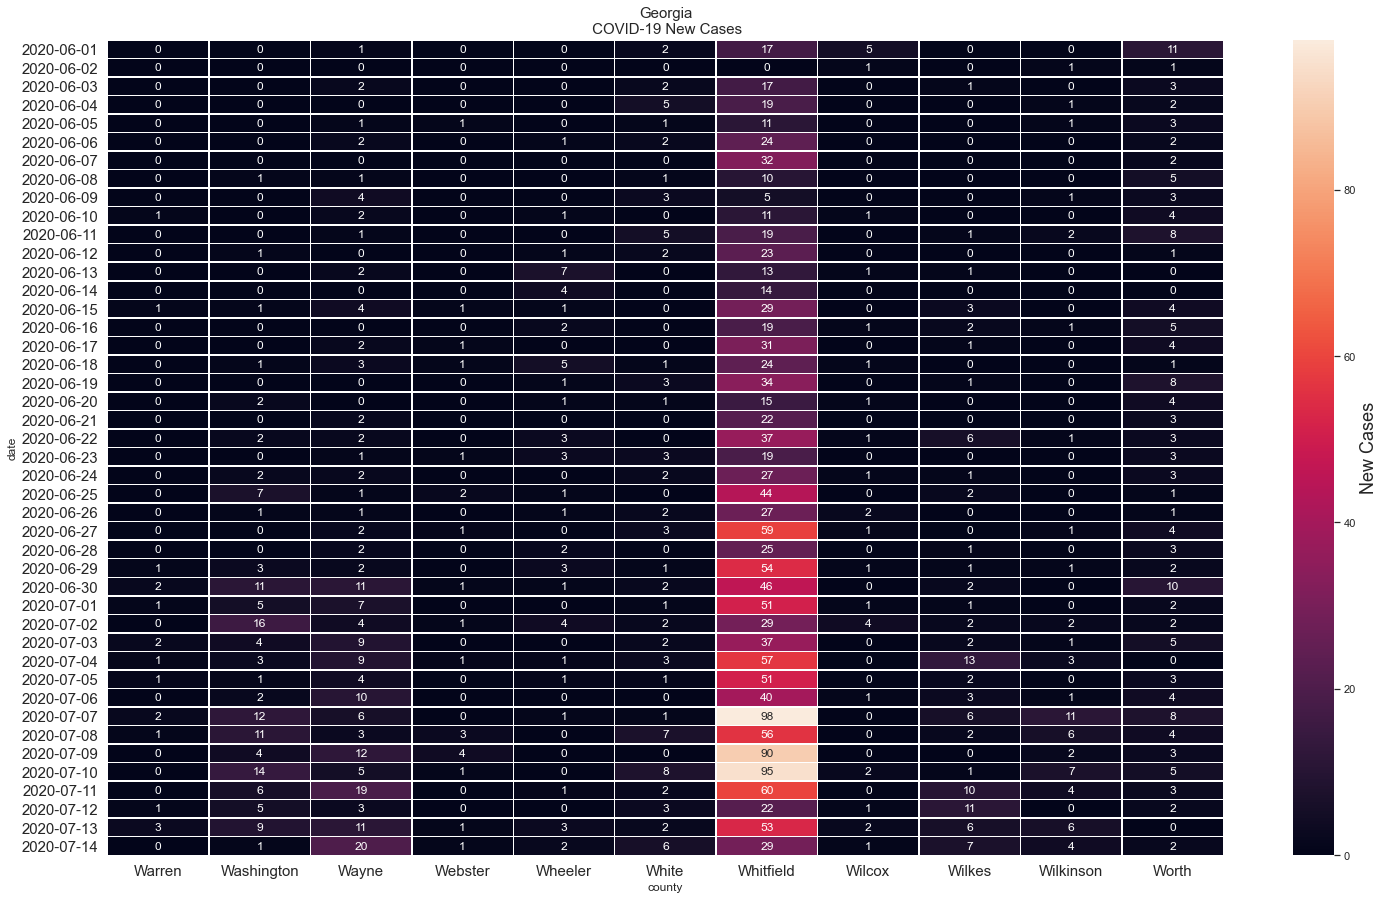 Georgia
COVID-19 New Cases
2020-06-01 0 0 1 0 0 2 17 5 0 0 11
2020-06-02 0 0 0 0 0 0 0 1 0 1 1
2020-06-03 0 0 2 0 0 2 17 0 1 0 3
2020-06-04 0 0 0 0 0 5 19 0 0 1 2
2020-06-05 0 0 1 1 0 1 11 0 0 1 3
2020-06-06 0 0 2 0 1 2 24 0 0 0 2
2020-06-07 0 0 0 0 0 0 32 0 0 0 2
2020-06-08 0 1 1 0 0 1 10 0 0 0 5
2020-06-09 0 0 4 0 0 3 5 0 0 1 3
2020-06-10 1 0 2 0 1 0 11 1 0 0 4
2020-06-11 0 0 1 0 0 5 19 0 1 2 8
2020-06-12 0 1 0 0 1 2 23 0 0 0 1
2020-06-13 0 0 2 0 7 0 13 1 1 0 0
2020-06-14 0 0 0 0 4 0 14 0 0 0 0
2020-06-15 1 1 4 1 1 0 29 0 3 0 4
2020-06-16 0 0 0 0 2 0 19 1 2 1 5
2020-06-17 0 0 2 1 0 0 31 0 1 0 4
2020-06-18 0 1 3 1 5 1 24 1 0 0 1
2020-06-19 0 0 0 0 1 3 34 0 1 0 8
2020-06-20 0 2 0 0 1 1 15 1 0 0 4
2020-06-21 0 0 2 0 0 0 22 0 0 0 3
2020-06-22 0 2 2 0 3 0 37 1 6 1 3
2020-06-23 0 0 1 1 3 3 19 0 0 0 3
2020-06-24 0 2 2 0 0 2 27 1 1 0 3
2020-06-25 0 7 1 2 1 0 44 0 2 0 1
2020-06-26 0 1 1 0 1 2 27 2 0 0 1
2020-06-27 0 0 2 1 0 3 59 1 0 1 4
2020-06-28 0 0 2 0 2 0 25 0 1 0 3
2020-06-29 1 3 2 0 3 1 54 1 1 1 2
2020-06-30 2 11 11 1 1 2 46 0 2 0 10
2020-07-01 1 5 7 0 0 1 51 1 1 0 2
2020-07-02 0 16 4 1 4 2 29 4 2 2 2
2020-07-03 2 4 9 0 0 2 37 0 2 1 5
2020-07-04 1 3 9 1 1 3 57 0 13 3 0
2020-07-05 1 1 4 0 1 1 51 0 2 0 3
2020-07-06 0 2 10 0 0 0 40 1 3 1 4
2020-07-07 2 12 6 0 1 1 98 0 6 11 8
2020-07-08 1 11 3 3 0 7 56 0 2 6 4
2020-07-09 0 4 12 4 0 0 90 0 0 2 3
2020-07-10 0 14 5 1 0 8 95 2 1 7 5
2020-07-11 0 6 19 0 1 2 60 0 10 4 3
2020-07-12 1 5 3 0 0 3 22 1 11 0 2
2020-07-13 3 9 11 1 3 2 53 2 6 6 0
2020-07-14 0 1 20 1 2 6 29 1 7 4 2
Warren Washington Wayne Webster Wheeler White Whitfield Wilcox Wilkes Wilkinson Worth
county
date
80
60
40
20
0
New Cases